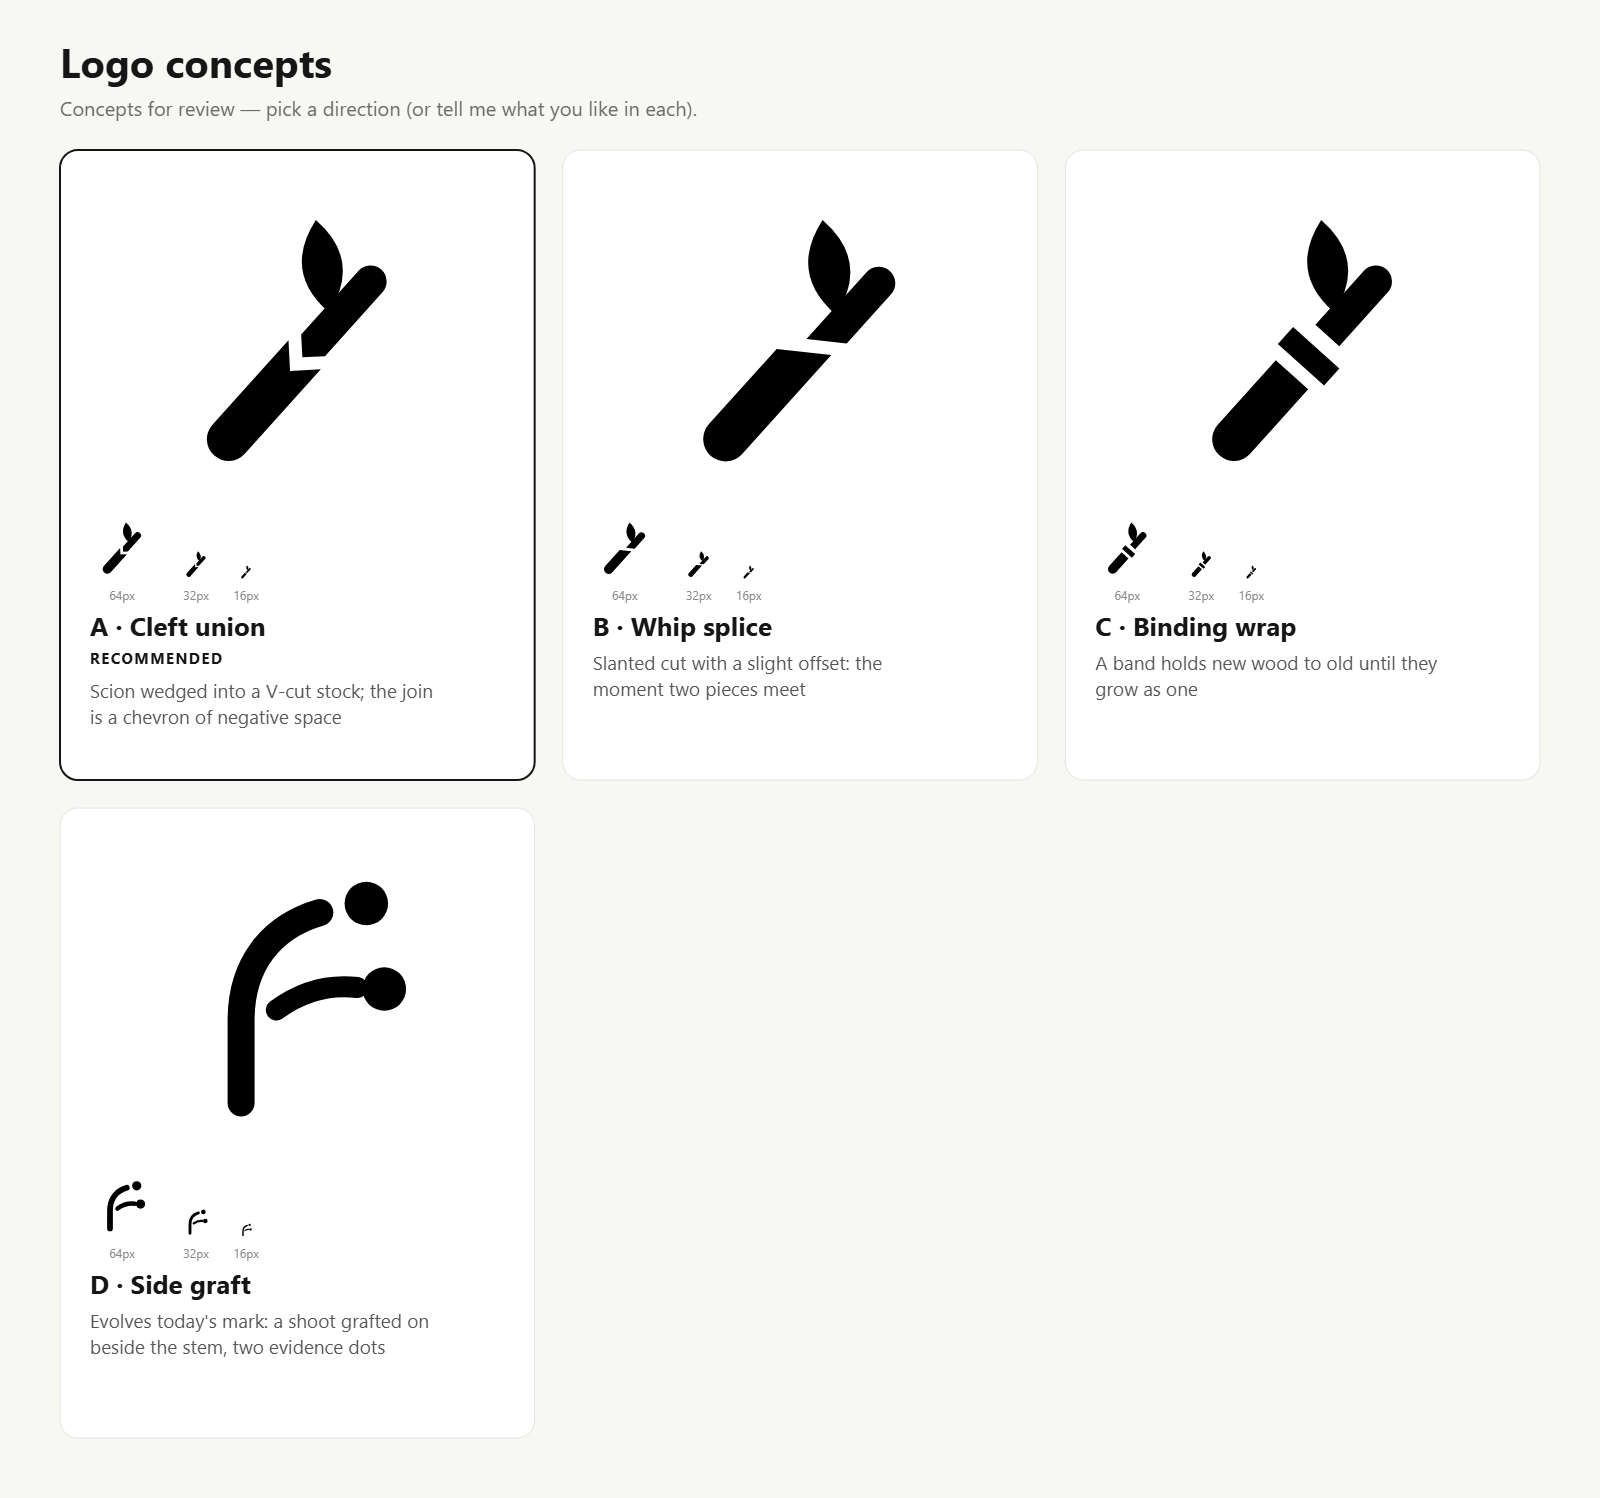 Logo concepts
Concepts for review — pick a direction (or tell me what you like in each).
64px 32px 16px
A · Cleft union
RECOMMENDED
Scion wedged into a V-cut stock; the join
is a chevron of negative space
64px 32px 16px
B · Whip splice
Slanted cut with a slight offset: the
moment two pieces meet
64px 32px 16px
C · Binding wrap
A band holds new wood to old until they
grow as one
64px 32px 16px
D · Side graft
Evolves today's mark: a shoot grafted on
beside the stem, two evidence dots